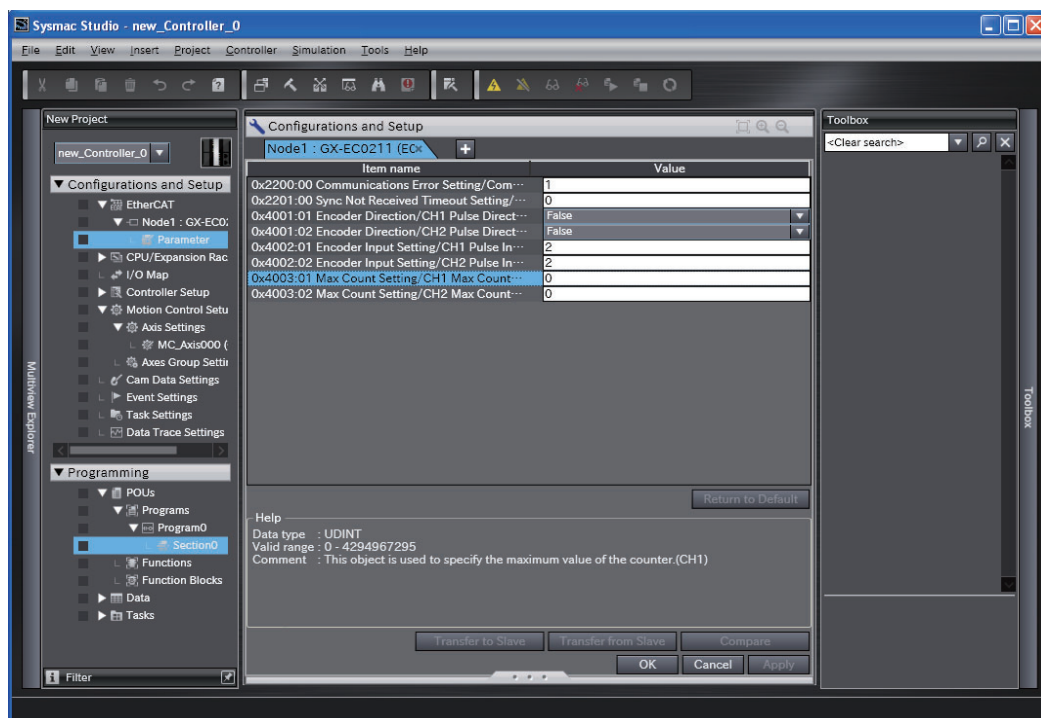 Sysmac Studio - new_Controller_0
File Edit View Insert Project Controller Simulation Tools Help
New Project
new_Controller_0
Configurations and Setup
EtherCAT
Node1 : GX-EC0:
Parameter
CPU/Expansion Rac
I/O Map
Controller Setup
Motion Control Setu
Axis Settings
MC_Axis000 (
Axes Group Settin
Cam Data Settings
Event Settings
Task Settings
Data Trace Settings
Programming
POUs
Programs
Program0
Section0
Functions
Function Blocks
Data
Tasks
Filter
Multiview Explorer
Configurations and Setup
Node1 : GX-EC0211 (EC×
Item name Value
0x2200:00 Communications Error Setting/Com··· 1
0x2201:00 Sync Not Received Timeout Setting/··· 0
0x4001:01 Encoder Direction/CH1 Pulse Direct··· False
0x4001:02 Encoder Direction/CH2 Pulse Direct··· False
0x4002:01 Encoder Input Setting/CH1 Pulse In··· 2
0x4002:02 Encoder Input Setting/CH2 Pulse In··· 2
0x4003:01 Max Count Setting/CH1 Max Count··· 0
0x4003:02 Max Count Setting/CH2 Max Count··· 0
Return to Default
Help
Data type : UDINT
Valid range : 0 - 4294967295
Comment : This object is used to specify the maximum value of the counter.(CH1)
Transfer to Slave Transfer from Slave Compare
OK Cancel Apply
Toolbox
<Clear search>
Toolbox